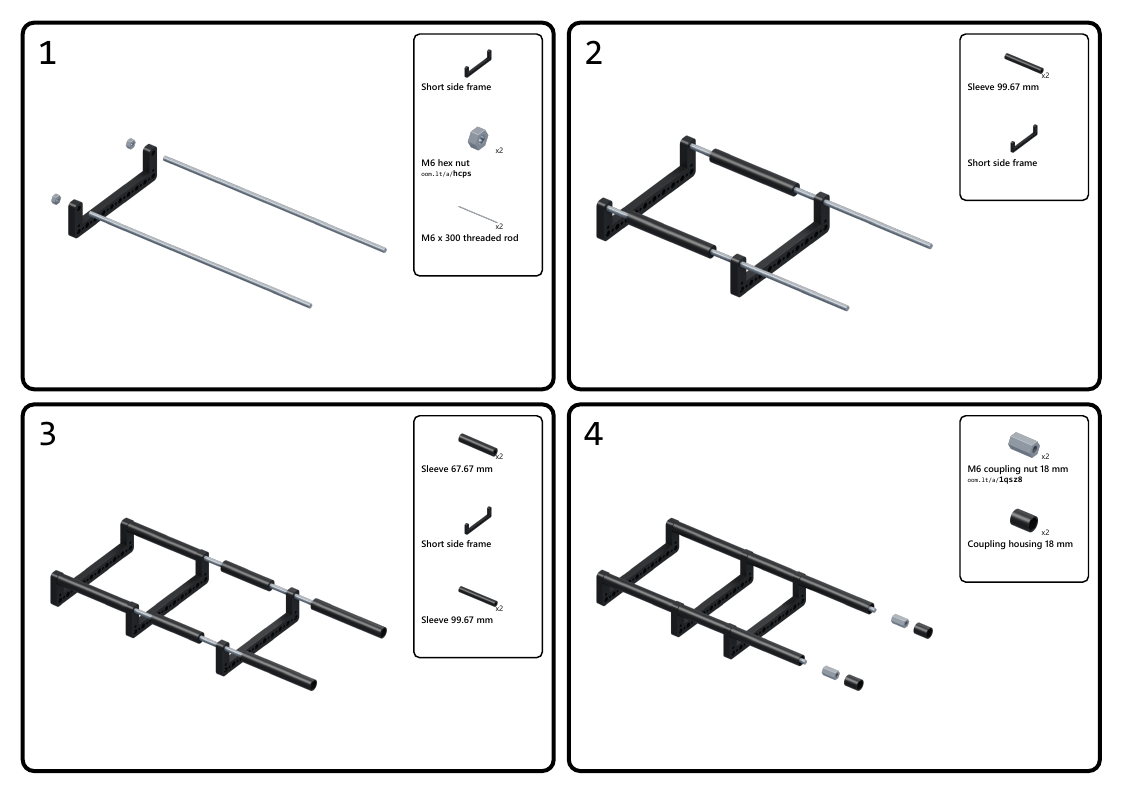 1
Short side frame
x2
M6 hex nut
oom.lt/a/hcps
x2
M6 x 300 threaded rod
2
x2
Sleeve 99.67 mm
Short side frame
3
x2
Sleeve 67.67 mm
Short side frame
x2
Sleeve 99.67 mm
4
x2
M6 coupling nut 18 mm
oom.lt/a/1qsz8
x2
Coupling housing 18 mm